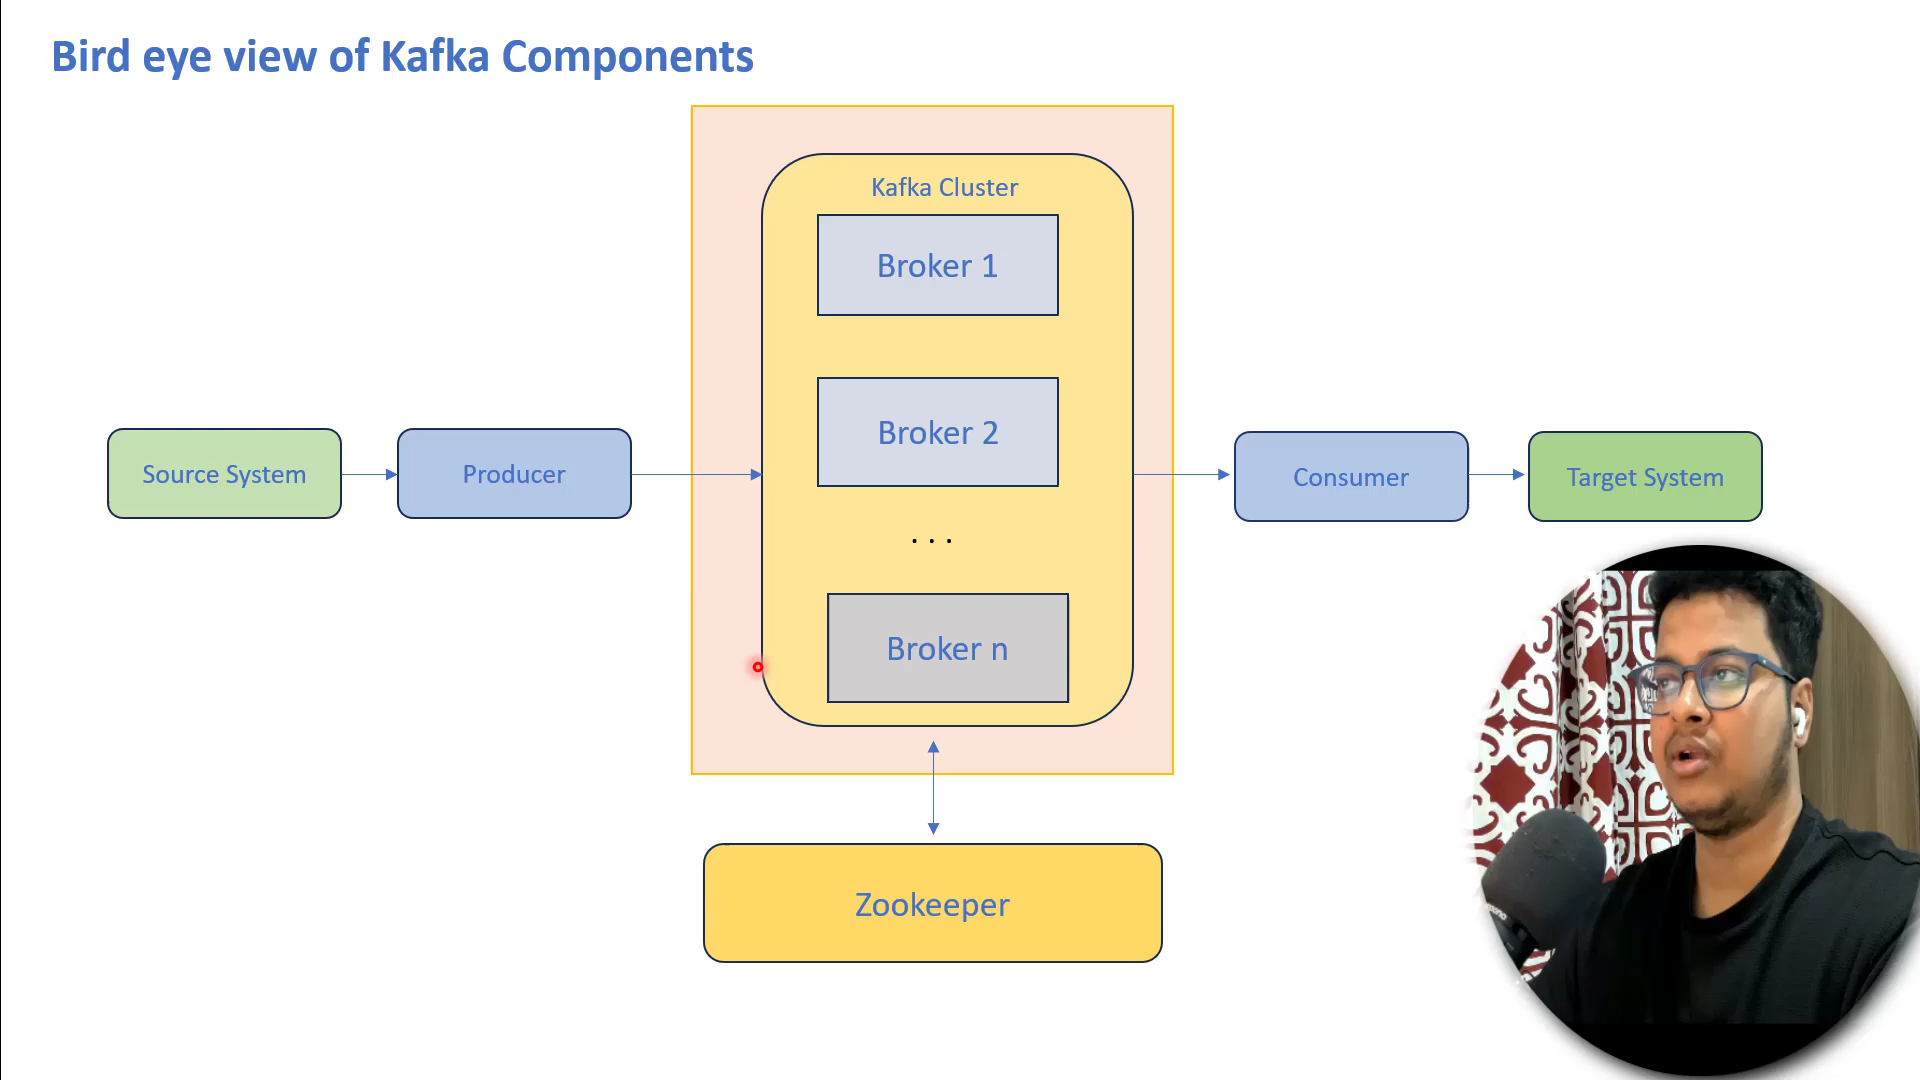 Bird eye view of Kafka Components
Kafka Cluster
Broker 1
Broker 2
. . .
Broker n
Source System
Producer
Consumer
Target System
Zookeeper